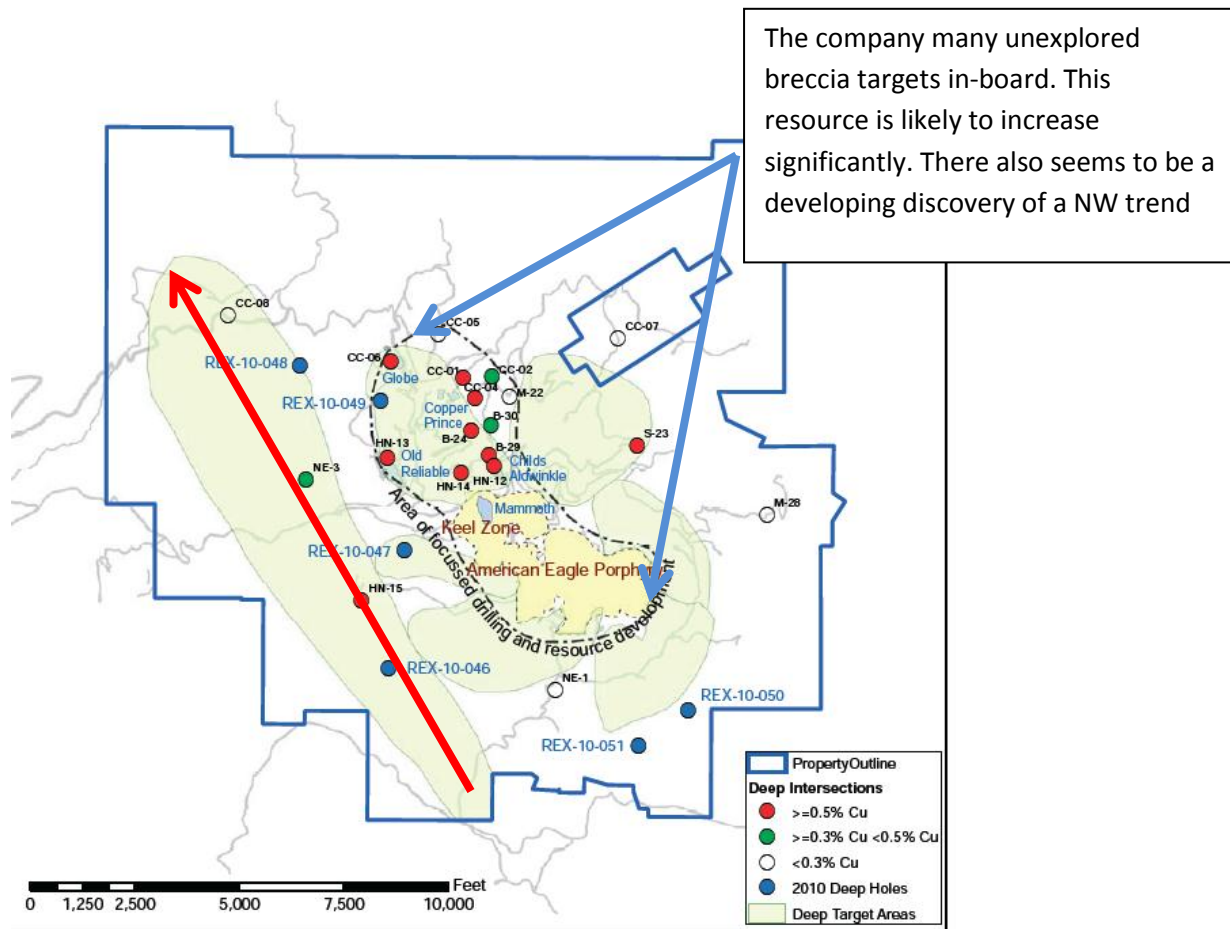 The company many unexplored
breccia targets in-board. This
resource is likely to increase
significantly. There also seems to be a
developing discovery of a NW trend
CC-08
CC-05
CC-07
REX-10-048
CC-06
Globe
CC-01
CC-02
CC-04
M-22
REX-10-049
Copper
Prince
B-30
B-24
S-23
HN-13
Old
Reliable
B-29
Childs
Aldwinkle
HN-14
HN-12
NE-3
Mammoth
M-28
Keel Zone
REX-10-047
American Eagle Porphyry
HN-15
Area of focussed drilling and resource development
REX-10-046
NE-1
REX-10-050
REX-10-051
PropertyOutline
Deep Intersections
>=0.5% Cu
>=0.3% Cu <0.5% Cu
<0.3% Cu
2010 Deep Holes
Deep Target Areas
Feet
0 1,250 2,500 5,000 7,500 10,000